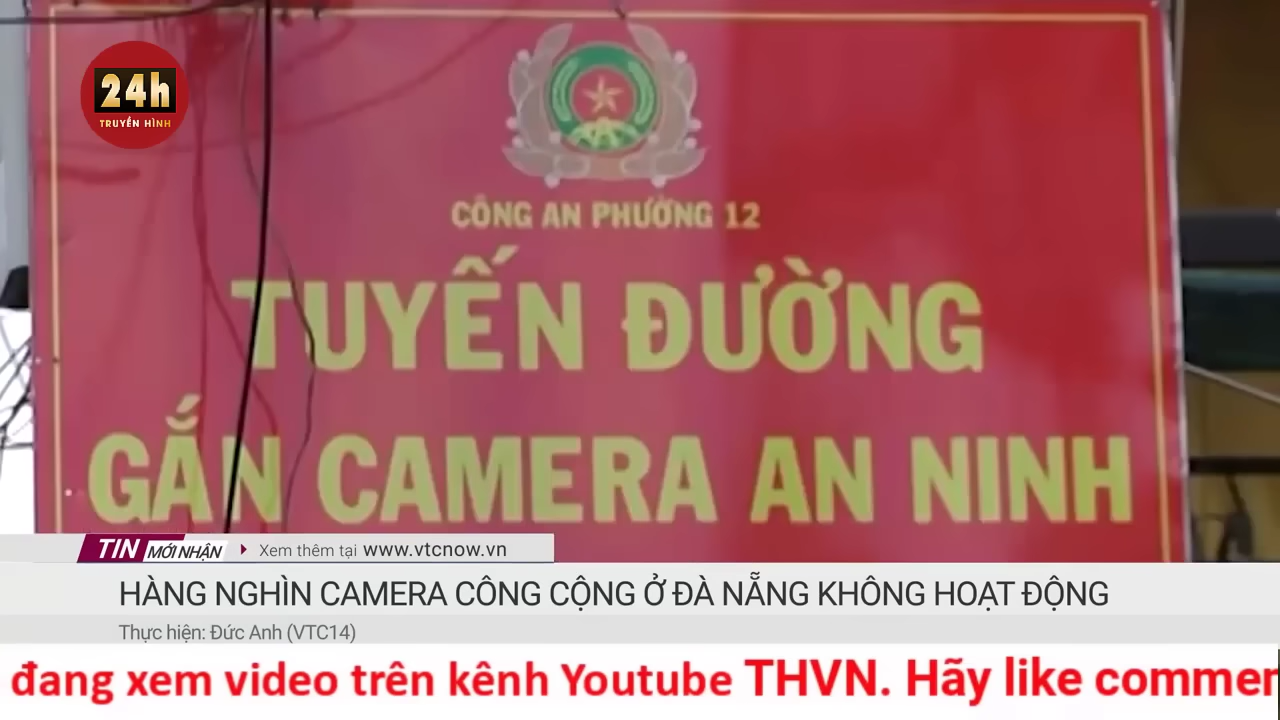 24h
TRUYỀN HÌNH
CÔNG AN PHƯỜNG 12
TUYẾN ĐƯỜNG
GẮN CAMERA AN NINH
TIN MỚI NHẬN Xem thêm tại www.vtcnow.vn
HÀNG NGHÌN CAMERA CÔNG CỘNG Ở ĐÀ NẴNG KHÔNG HOẠT ĐỘNG
Thực hiện: Đức Anh (VTC14)
đang xem video trên kênh Youtube THVN. Hãy like commen